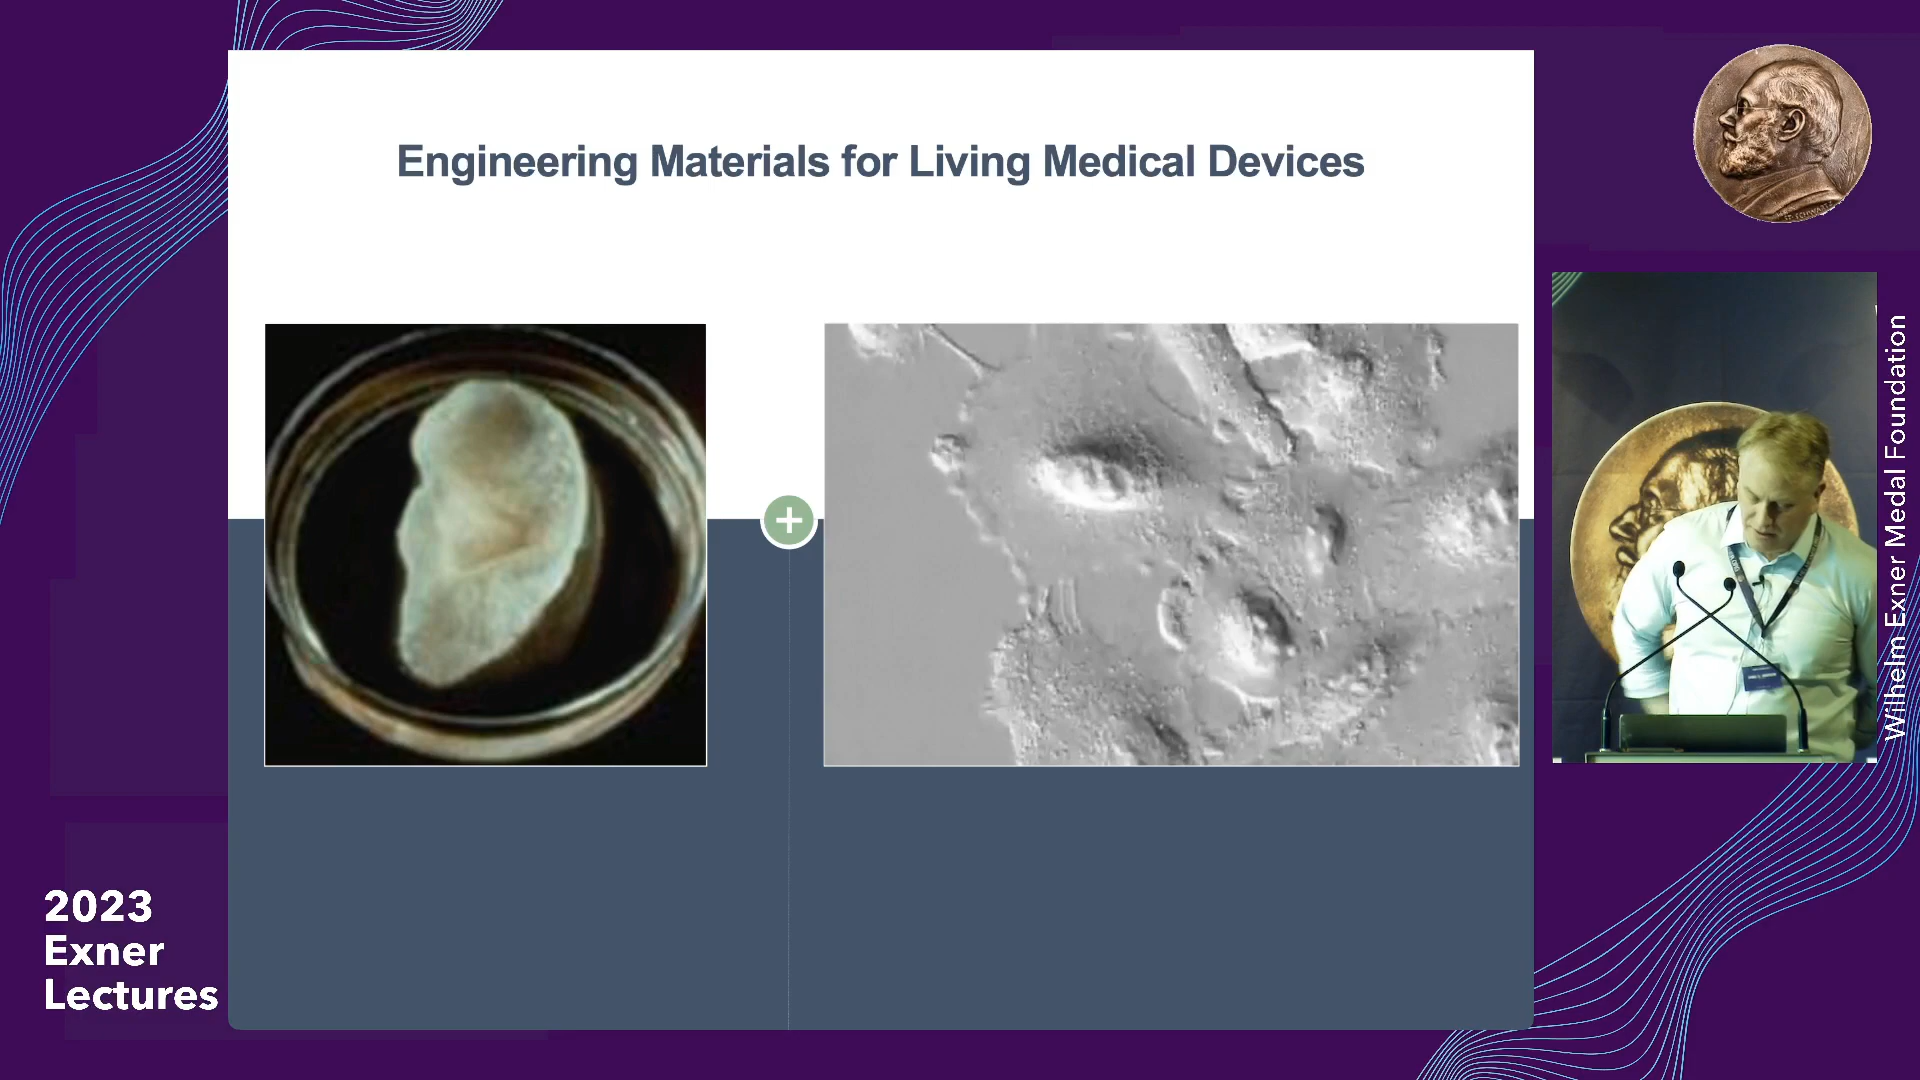 Engineering Materials for Living Medical Devices
Wilhelm Exner Medal Foundation
2023
Exner
Lectures